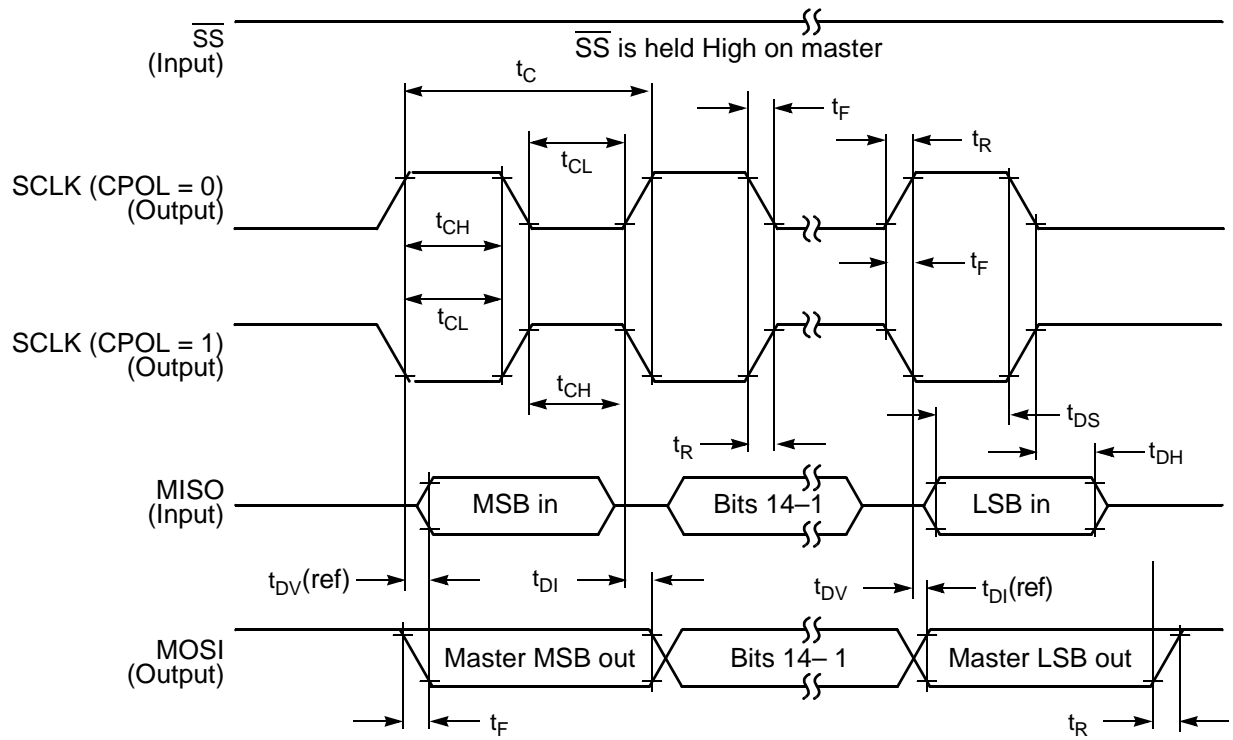 SS
(Input)
SS is held High on master
tC
tF
tR
tCL
SCLK (CPOL = 0)
(Output)
tCH
tF
tCL
SCLK (CPOL = 1)
(Output)
tCH
tDS
tR
tDH
MISO
(Input)
MSB in
Bits 14–1
LSB in
tDV(ref)
tDI
tDV
tDI(ref)
MOSI
(Output)
Master MSB out
Bits 14– 1
Master LSB out
tF
tR